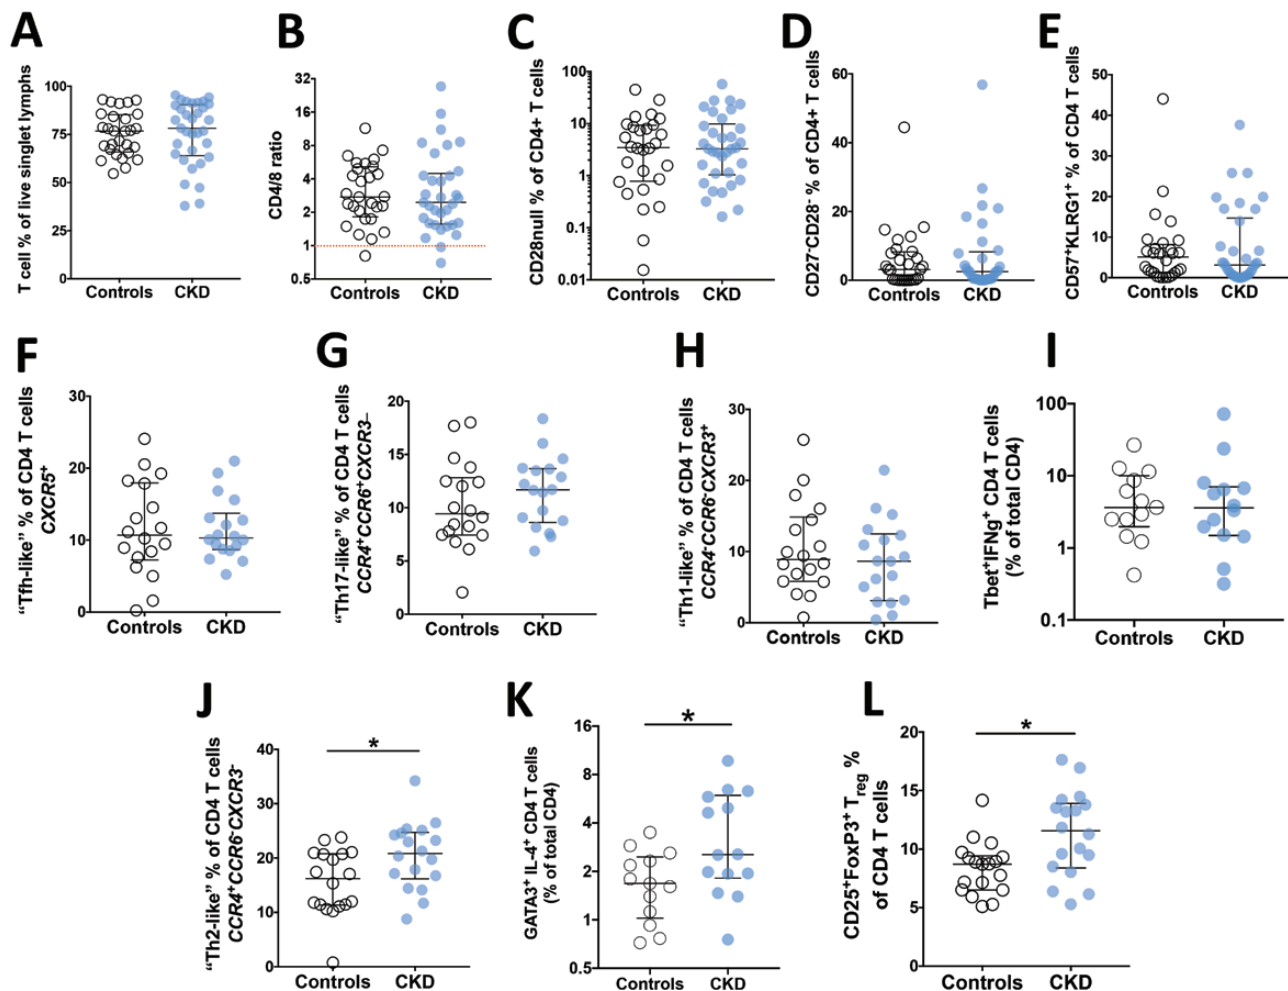 A
T cell % of live singlet lymphs
100
75
50
25
0
Controls
CKD
B
CD4/8 ratio
32
16
8
4
2
1
0.5
Controls
CKD
C
CD28null % of CD4+ T cells
100
10
1
0.1
0.01
Controls
CKD
D
CD27⁻CD28⁻ % of CD4+ T cells
60
40
20
0
Controls
CKD
E
CD57⁺KLRG1⁺ % of CD4 T cells
50
40
30
20
10
0
Controls
CKD
F
“Tfh-like” % of CD4 T cells
CXCR5⁺
30
20
10
0
Controls
CKD
G
“Th17-like” % of CD4 T cells
CCR4⁺CCR6⁺CXCR3–
20
15
10
5
0
Controls
CKD
H
“Th1-like” % of CD4 T cells
CCR4⁻CCR6⁻CXCR3⁺
30
20
10
0
Controls
CKD
I
Tbet⁺IFNg⁺ CD4 T cells
(% of total CD4)
100
10
1
0.1
Controls
CKD
J
“Th2-like” % of CD4 T cells
CCR4⁺CCR6⁻CXCR3⁻
40
30
20
10
0
*
Controls
CKD
K
GATA3⁺ IL-4⁺ CD4 T cells
(% of total CD4)
16
8
4
2
1
0.5
*
Controls
CKD
L
CD25⁺FoxP3⁺ Treg %
of CD4 T cells
20
15
10
5
0
*
Controls
CKD